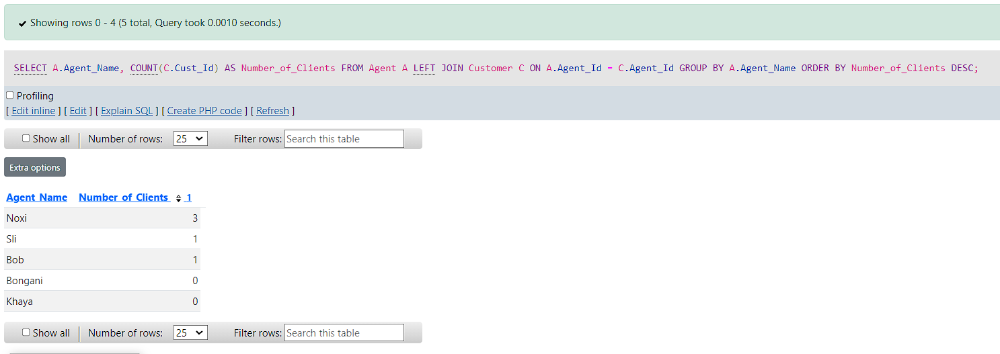 Showing rows 0 - 4 (5 total, Query took 0.0010 seconds.)
SELECT A.Agent_Name, COUNT(C.Cust_Id) AS Number_of_Clients FROM Agent A LEFT JOIN Customer C ON A.Agent_Id = C.Agent_Id GROUP BY A.Agent_Name ORDER BY Number_of_Clients DESC;
Profiling
[ Edit inline ] [ Edit ] [ Explain SQL ] [ Create PHP code ] [ Refresh ]
Show all Number of rows: 25 Filter rows: Search this table
Extra options
Agent_Name Number_of_Clients 1
Noxi 3
Sli 1
Bob 1
Bongani 0
Khaya 0
Show all Number of rows: 25 Filter rows: Search this table